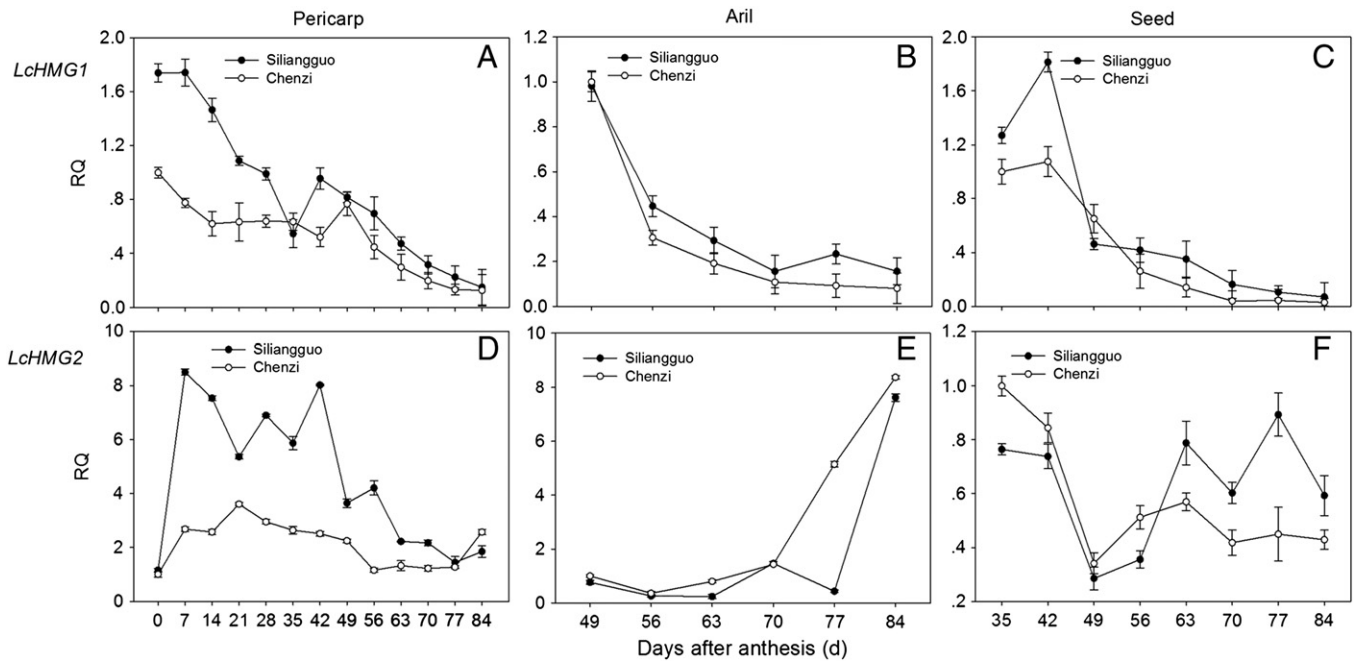 Pericarp Aril Seed
LcHMG1
A
Siliangguo
Chenzi
RQ
2.0
1.6
1.2
.8
.4
0.0
B
Siliangguo
Chenzi
1.2
1.0
.8
.6
.4
.2
0.0
C
Siliangguo
Chenzi
2.0
1.6
1.2
.8
.4
0.0
LcHMG2
D
Siliangguo
Chenzi
RQ
10
8
6
4
2
0
0 7 14 21 28 35 42 49 56 63 70 77 84
E
Siliangguo
Chenzi
10
8
6
4
2
0
49 56 63 70 77 84
F
Siliangguo
Chenzi
1.2
1.0
.8
.6
.4
.2
35 42 49 56 63 70 77 84
Days after anthesis (d)